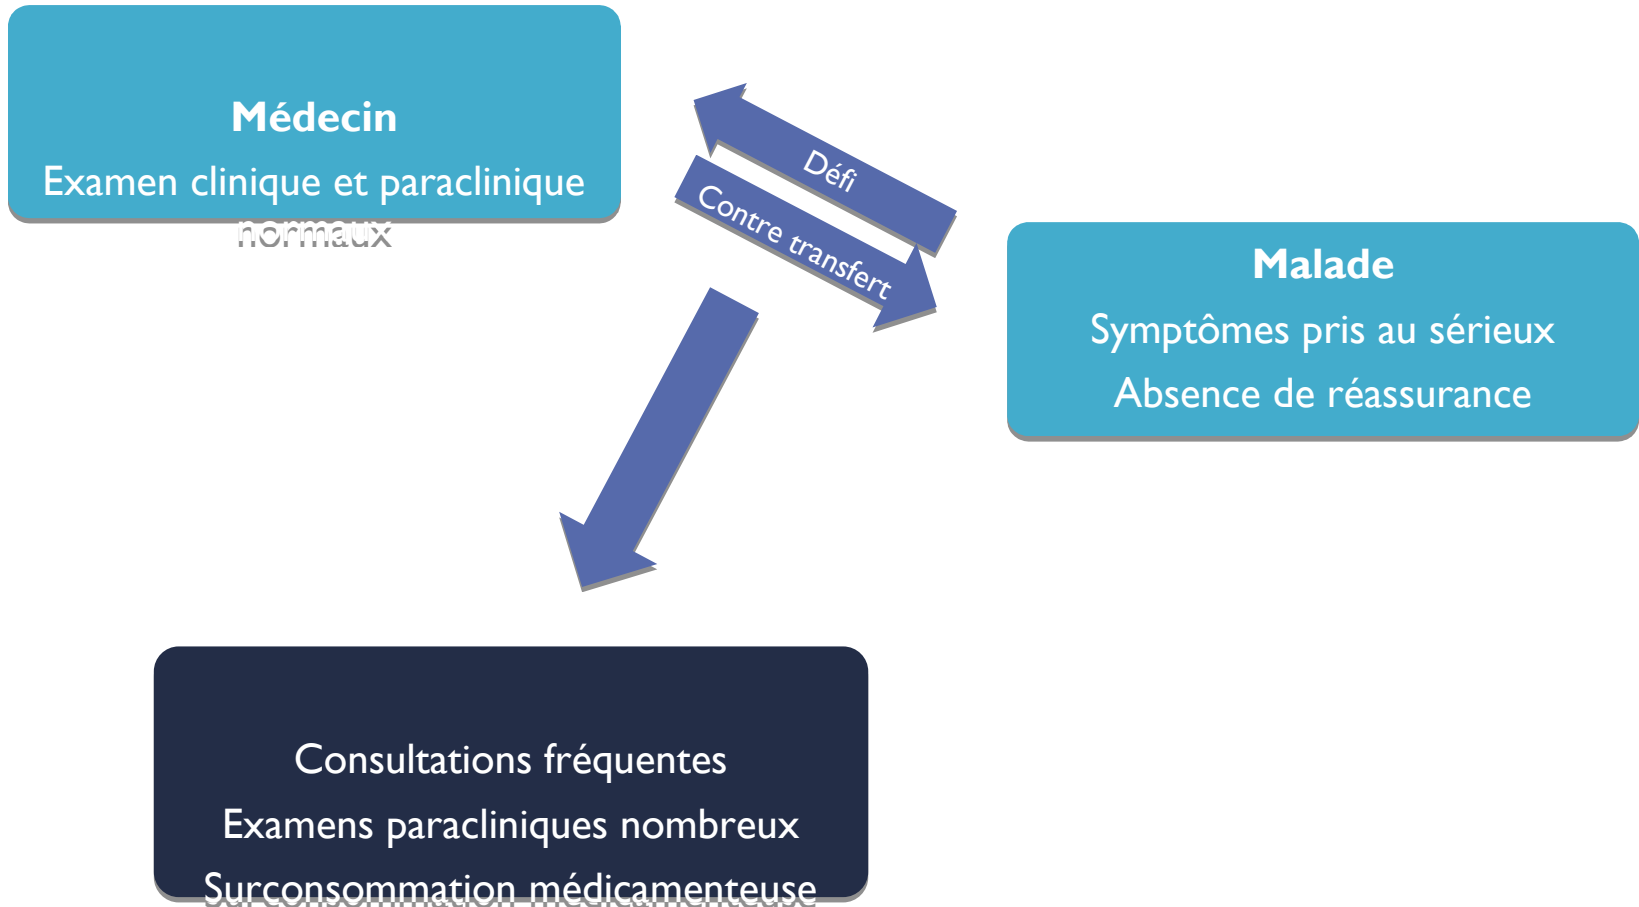 Médecin
Examen clinique et paraclinique
normaux
Défi
Contre transfert
Malade
Symptômes pris au sérieux
Absence de réassurance
Consultations fréquentes
Examens paracliniques nombreux
Surconsommation médicamenteuse